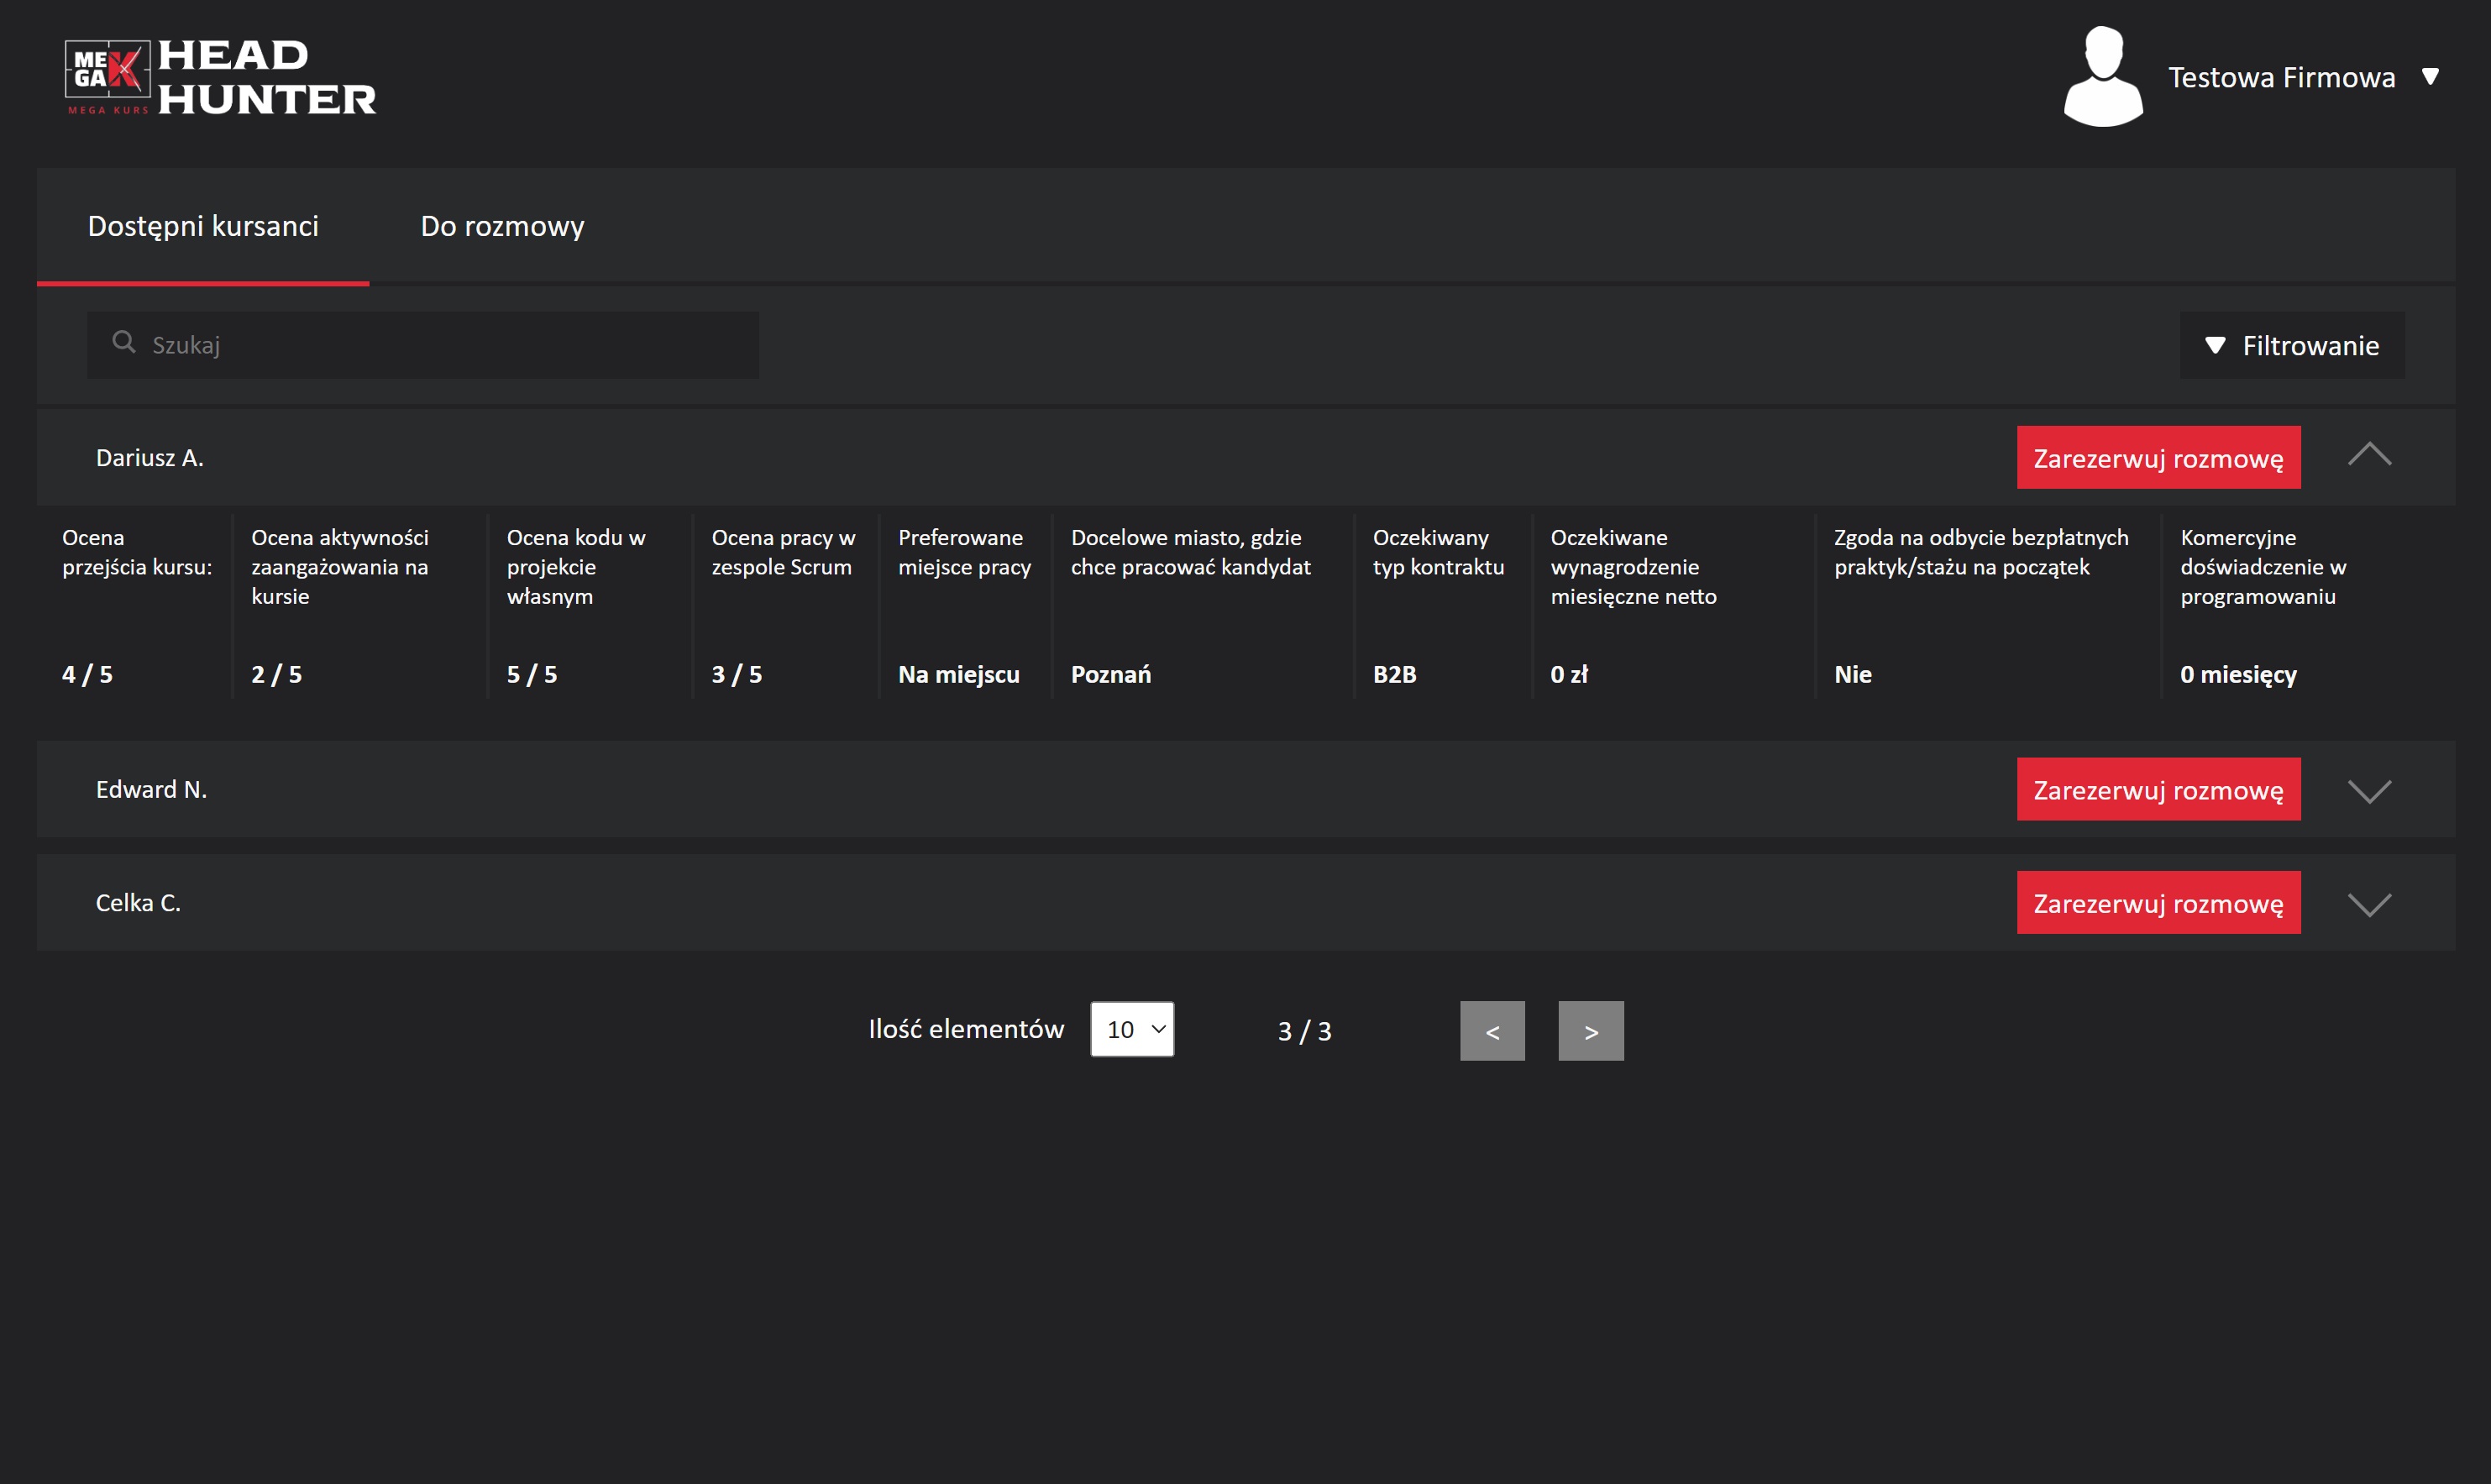 MEGA K
MEGA KURS
HEAD
HUNTER
Testowa Firmowa
Dostępni kursanci
Do rozmowy
Szukaj
Filtrowanie
Dariusz A.
Zarezerwuj rozmowę
Ocena
przejścia kursu:
4 / 5
Ocena aktywności
zaangażowania na
kursie
2 / 5
Ocena kodu w
projekcie
własnym
5 / 5
Ocena pracy w
zespole Scrum
3 / 5
Preferowane
miejsce pracy
Na miejscu
Docelowe miasto, gdzie
chce pracować kandydat
Poznań
Oczekiwany
typ kontraktu
B2B
Oczekiwane
wynagrodzenie
miesięczne netto
0 zł
Zgoda na odbycie bezpłatnych
praktyk/stażu na początek
Nie
Komercyjne
doświadczenie w
programowaniu
0 miesięcy
Edward N.
Zarezerwuj rozmowę
Celka C.
Zarezerwuj rozmowę
Ilość elementów
10
3 / 3
<
>